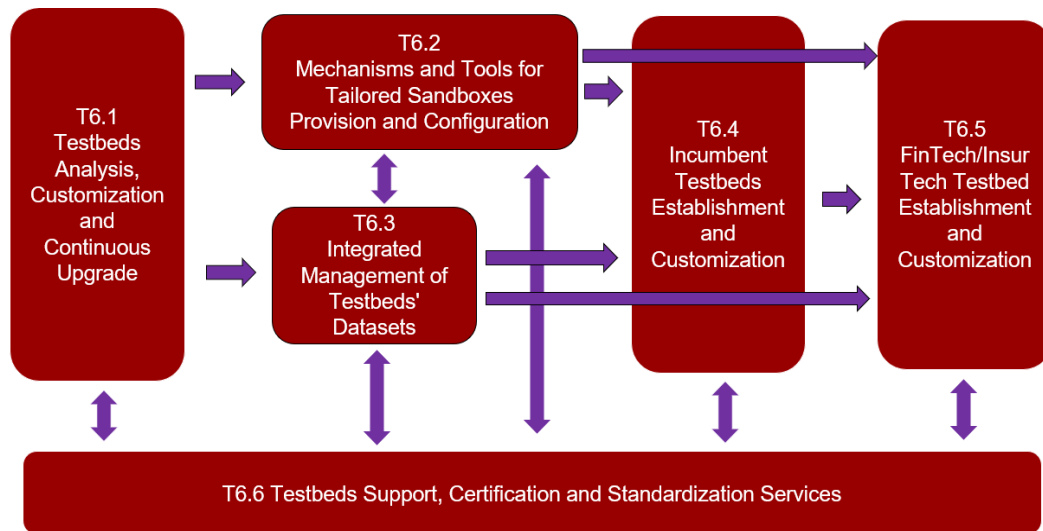 T6.1
Testbeds
Analysis,
Customization
and
Continuous
Upgrade
T6.2
Mechanisms and Tools for
Tailored Sandboxes
Provision and Configuration
T6.3
Integrated
Management of
Testbeds'
Datasets
T6.4
Incumbent
Testbeds
Establishment
and
Customization
T6.5
FinTech/Insur
Tech Testbed
Establishment
and
Customization
T6.6 Testbeds Support, Certification and Standardization Services